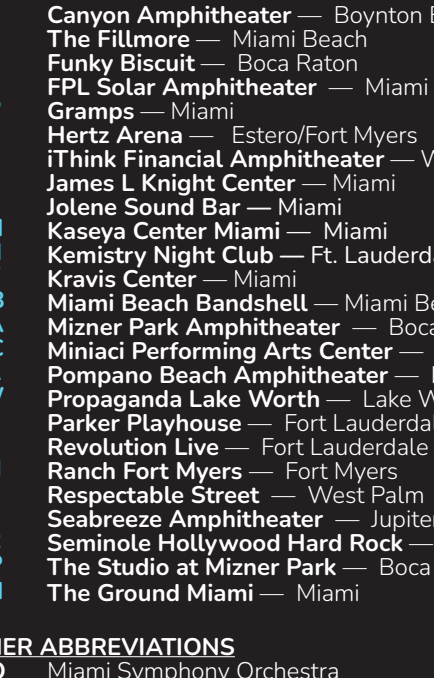 Canyon Amphitheater — Boynton
The Fillmore — Miami Beach
Funky Biscuit — Boca Raton
FPL Solar Amphitheater — Miami
Gramps — Miami
Hertz Arena — Estero/Fort Myers
iThink Financial Amphitheater —
James L Knight Center — Miami
Jolene Sound Bar — Miami
Kaseya Center Miami — Miami
Kemistry Night Club — Ft. Lauderda
Kravis Center — Miami
Miami Beach Bandshell — Miami Be
Mizner Park Amphitheater — Boca
Miniaci Performing Arts Center —
Pompano Beach Amphitheater —
Propaganda Lake Worth — Lake W
Parker Playhouse — Fort Lauderdal
Revolution Live — Fort Lauderdale
Ranch Fort Myers — Fort Myers
Respectable Street — West Palm
Seabreeze Amphitheater — Jupiter
Seminole Hollywood Hard Rock —
The Studio at Mizner Park — Boca
The Ground Miami — Miami
HER ABBREVIATIONS
Miami Symphony Orchestra